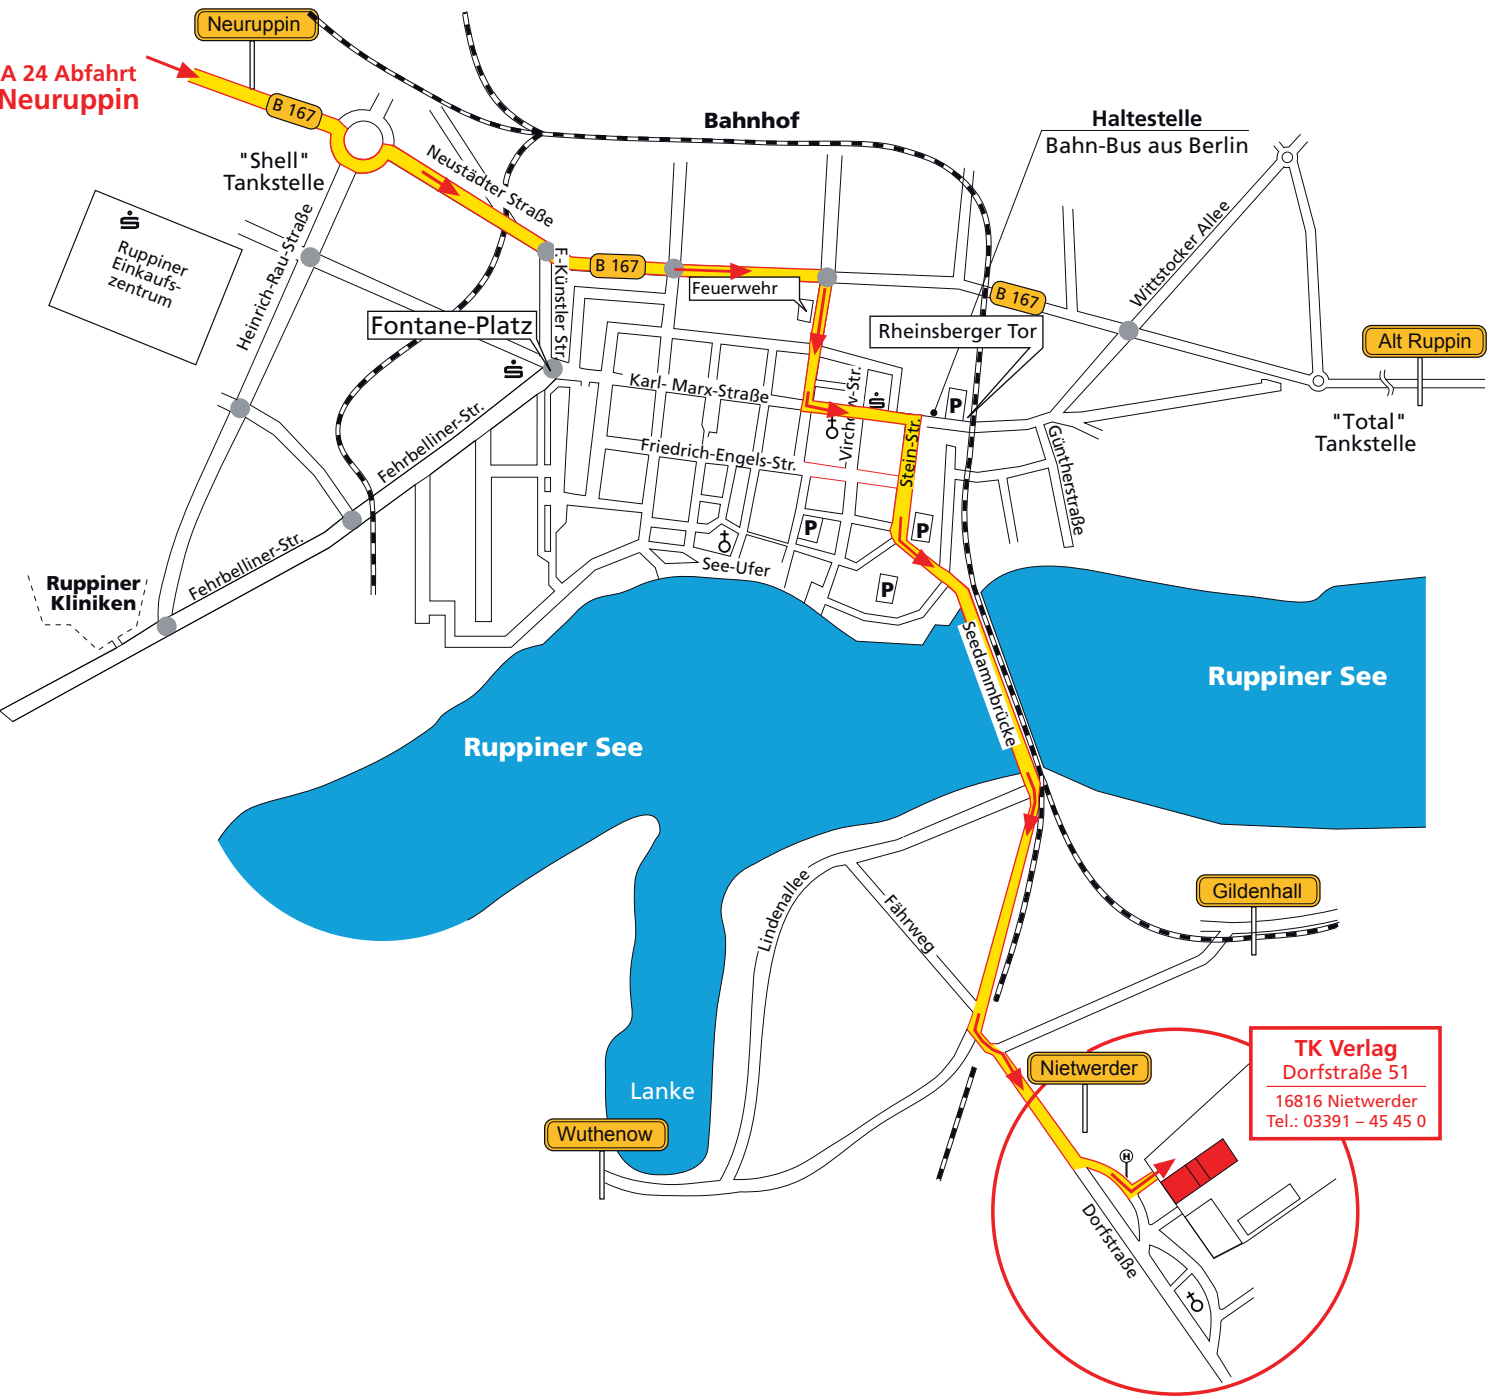 Neuruppin
A 24 Abfahrt
Neuruppin
B 167
Bahnhof
Haltestelle
Bahn-Bus aus Berlin
"Shell"
Tankstelle
Neustädter Straße
Ruppiner
Einkaufs-
zentrum
Heinrich-Rau-Straße
F.-Künstler Str.
B 167
Feuerwehr
B 167
Wittstocker Allee
Fontane-Platz
Rheinsberger Tor
Alt Ruppin
"Total"
Tankstelle
Karl- Marx-Straße
Virchow-Str.
P
Fehrbelliner-Str.
Friedrich-Engels-Str.
Stein-Str.
Güntherstraße
P
P
See-Ufer
P
Fehrbelliner-Str.
Ruppiner
Kliniken
Seedammbrücke
Ruppiner See
Ruppiner See
Lindenallee
Fährweg
Gildenhall
Lanke
Wuthenow
Nietwerder
TK Verlag
Dorfstraße 51
16816 Nietwerder
Tel.: 03391 – 45 45 0
H
Dorfstraße